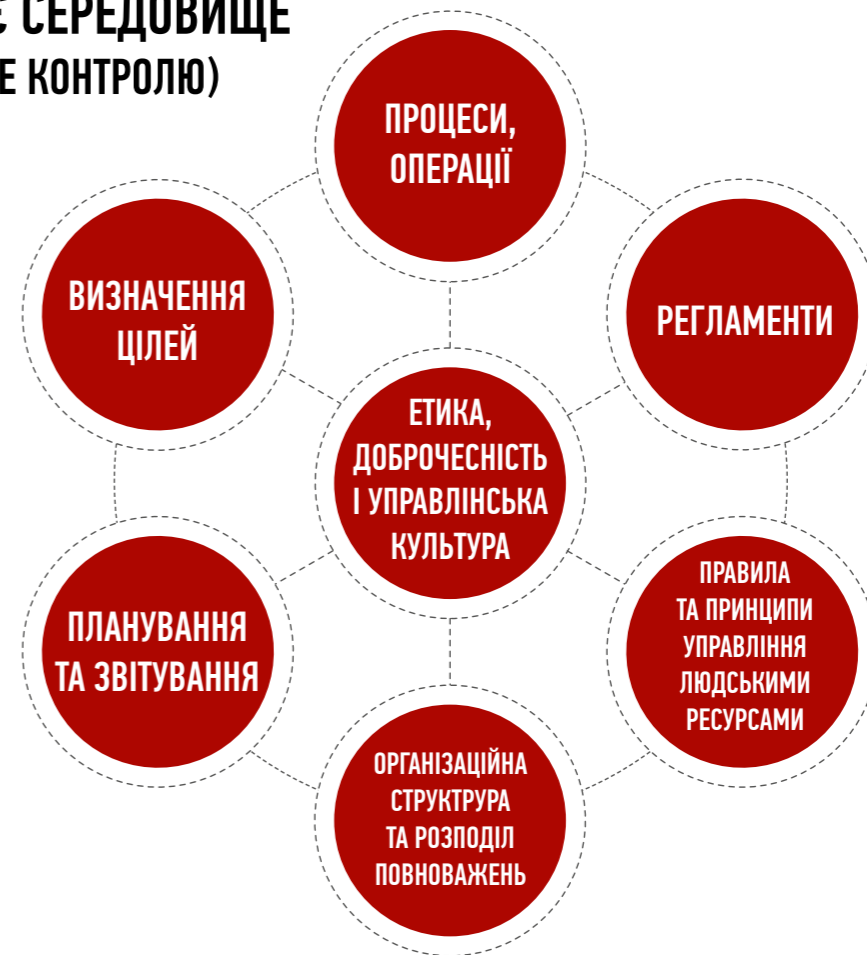 Є СЕРЕДОВИЩЕ
Е КОНТРОЛЮ)
ПРОЦЕСИ,
ОПЕРАЦІЇ
ВИЗНАЧЕННЯ
ЦІЛЕЙ
РЕГЛАМЕНТИ
ЕТИКА,
ДОБРОЧЕСНІСТЬ
І УПРАВЛІНСЬКА
КУЛЬТУРА
ПЛАНУВАННЯ
ТА ЗВІТУВАННЯ
ПРАВИЛА
ТА ПРИНЦИПИ
УПРАВЛІННЯ
ЛЮДСЬКИМИ
РЕСУРСАМИ
ОРГАНІЗАЦІЙНА
СТРУКТРУРА
ТА РОЗПОДІЛ
ПОВНОВАЖЕНЬ